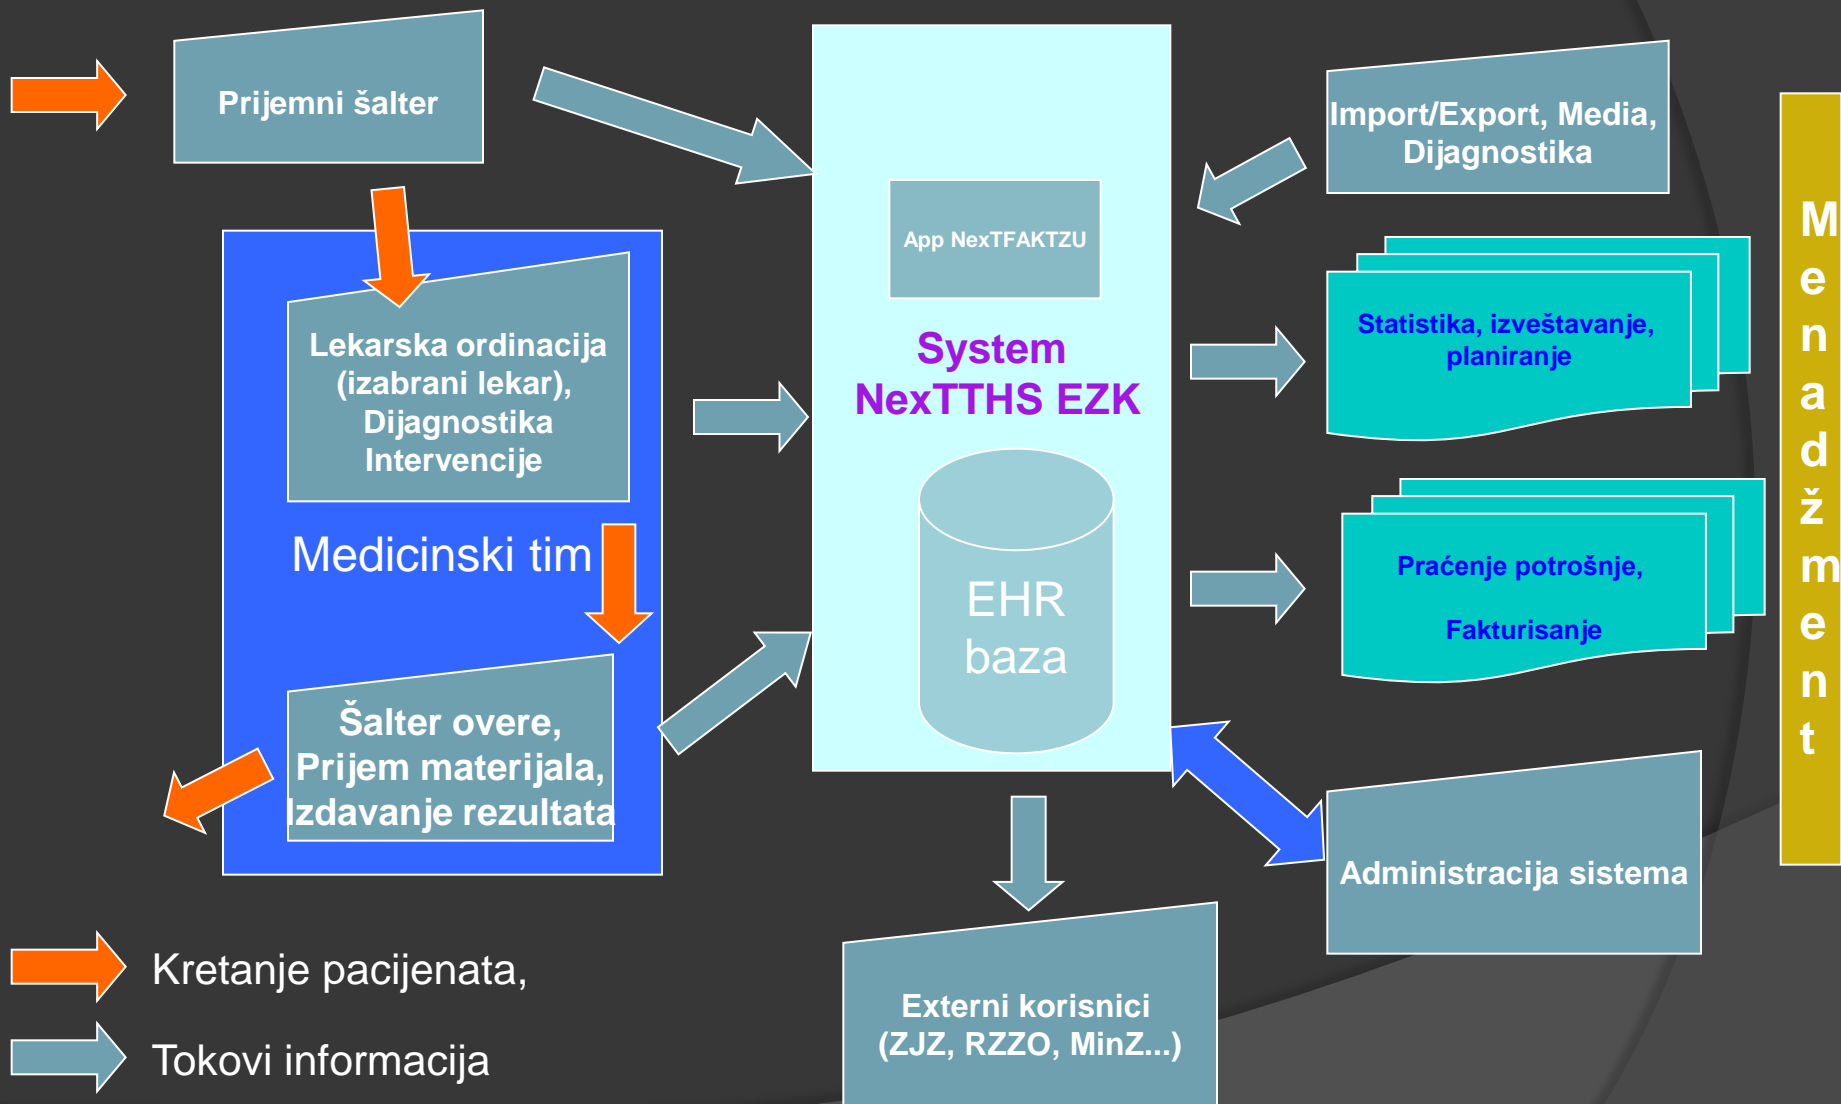 Prijemni šalter
Lekarska ordinacija
(izabrani lekar),
Dijagnostika
Intervencije
Medicinski tim
Šalter overe,
Prijem materijala,
Izdavanje rezultata
App NexTFAKTZU
System
NexTTHS EZK
EHR
baza
Import/Export, Media,
Dijagnostika
Statistika, izveštavanje,
planiranje
Praćenje potrošnje,
Fakturisanje
Administracija sistema
Externi korisnici
(ZJZ, RZZO, MinZ...)
Menadžment
Kretanje pacijenata,
Tokovi informacija